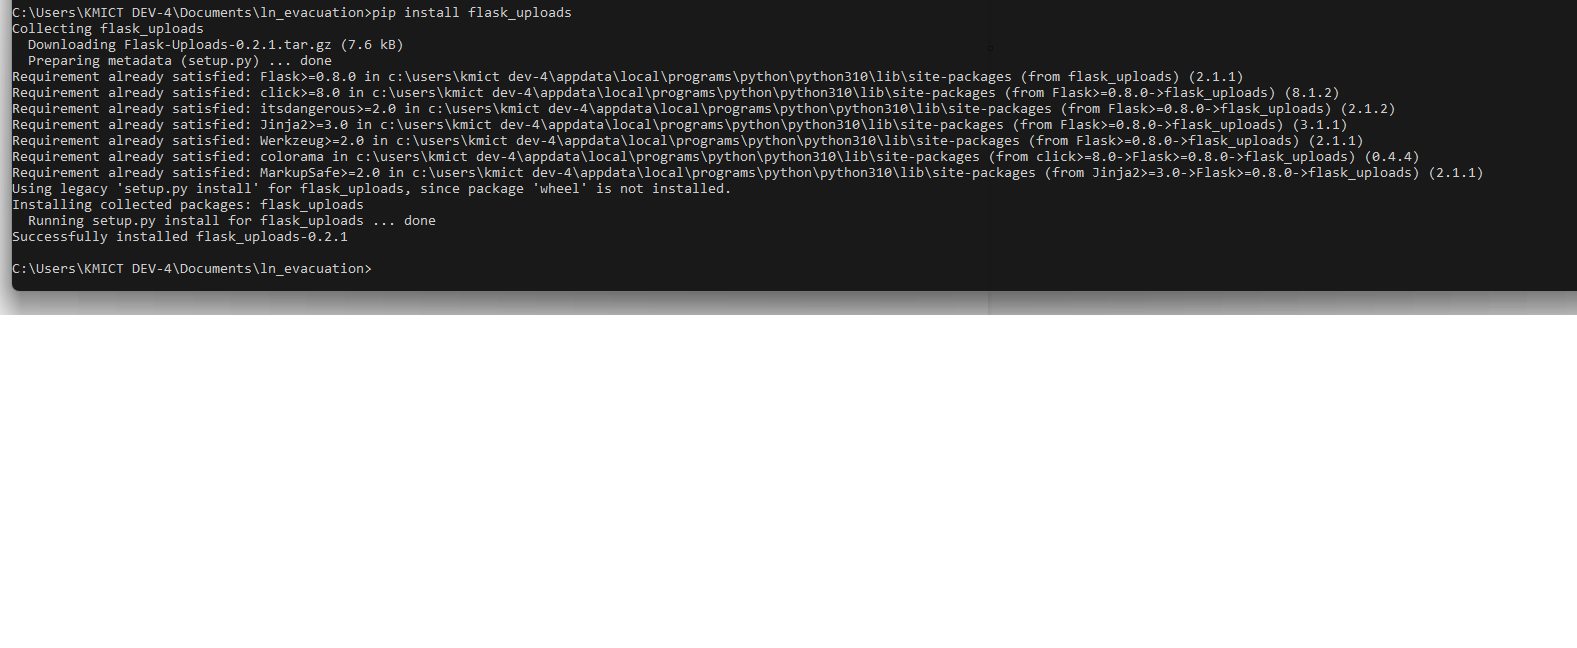 C:\Users\KMICT DEV-4\Documents\ln_evacuation>pip install flask_uploads
Collecting flask_uploads
  Downloading Flask-Uploads-0.2.1.tar.gz (7.6 kB)
  Preparing metadata (setup.py) ... done
Requirement already satisfied: Flask>=0.8.0 in c:\users\kmict dev-4\appdata\local\programs\python\python310\lib\site-packages (from flask_uploads) (2.1.1)
Requirement already satisfied: click>=8.0 in c:\users\kmict dev-4\appdata\local\programs\python\python310\lib\site-packages (from Flask>=0.8.0->flask_uploads) (8.1.2)
Requirement already satisfied: itsdangerous>=2.0 in c:\users\kmict dev-4\appdata\local\programs\python\python310\lib\site-packages (from Flask>=0.8.0->flask_uploads) (2.1.2)
Requirement already satisfied: Jinja2>=3.0 in c:\users\kmict dev-4\appdata\local\programs\python\python310\lib\site-packages (from Flask>=0.8.0->flask_uploads) (3.1.1)
Requirement already satisfied: Werkzeug>=2.0 in c:\users\kmict dev-4\appdata\local\programs\python\python310\lib\site-packages (from Flask>=0.8.0->flask_uploads) (2.1.1)
Requirement already satisfied: colorama in c:\users\kmict dev-4\appdata\local\programs\python\python310\lib\site-packages (from click>=8.0->Flask>=0.8.0->flask_uploads) (0.4.4)
Requirement already satisfied: MarkupSafe>=2.0 in c:\users\kmict dev-4\appdata\local\programs\python\python310\lib\site-packages (from Jinja2>=3.0->Flask>=0.8.0->flask_uploads) (2.1.1)
Using legacy 'setup.py install' for flask_uploads, since package 'wheel' is not installed.
Installing collected packages: flask_uploads
  Running setup.py install for flask_uploads ... done
Successfully installed flask_uploads-0.2.1
C:\Users\KMICT DEV-4\Documents\ln_evacuation>